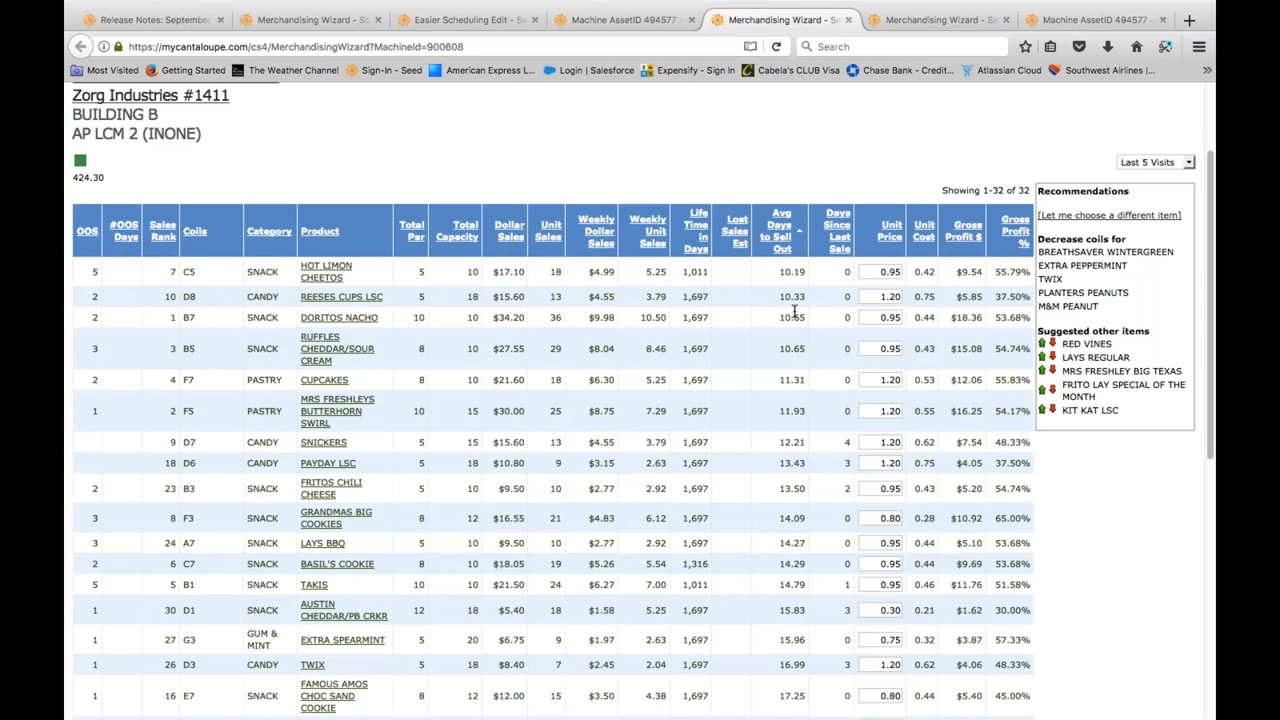 Release Notes: September
Merchandising Wizard - Se
Easier Scheduling Edit - Se
Machine AssetID 494577 -
Merchandising Wizard - Se
Merchandising Wizard - Se
Machine AssetID 494577 -
https://mycantaloupe.com/cs4/MerchandisingWizard?MachineId=900608
Search
Most Visited Getting Started The Weather Channel Sign-In - Seed American Express L... Login | Salesforce Expensify - Sign In Cabela's CLUB Visa Chase Bank - Credit... Atlassian Cloud Southwest Airlines |...
Zorg Industries #1411
BUILDING B
AP LCM 2 (INONE)
424.30
Last 5 Visits
Showing 1-32 of 32
OOS #OOS Days Sales Rank Coils Category Product Total Par Total Capacity Dollar Sales Unit Sales Weekly Dollar Sales Weekly Unit Sales Life Time in Days Lost Sales Est Avg Days to Sell Out Days Since Last Sale Unit Price Unit Cost Gross Profit $ Gross Profit %
5 7 C5 SNACK HOT LIMON CHEETOS 5 10 $17.10 18 $4.99 5.25 1,011 10.19 0 0.95 0.42 $9.54 55.79%
2 10 D8 CANDY REESES CUPS LSC 5 18 $15.60 13 $4.55 3.79 1,697 10.33 0 1.20 0.75 $5.85 37.50%
2 1 B7 SNACK DORITOS NACHO 10 10 $34.20 36 $9.98 10.50 1,697 10.65 0 0.95 0.44 $18.36 53.68%
3 3 B5 SNACK RUFFLES CHEDDAR/SOUR CREAM 8 10 $27.55 29 $8.04 8.46 1,697 10.65 0 0.95 0.43 $15.08 54.74%
2 4 F7 PASTRY CUPCAKES 8 10 $21.60 18 $6.30 5.25 1,697 11.31 0 1.20 0.53 $12.06 55.83%
1 2 F5 PASTRY MRS FRESHLEYS BUTTERHORN SWIRL 10 15 $30.00 25 $8.75 7.29 1,697 11.93 0 1.20 0.55 $16.25 54.17%
9 D7 CANDY SNICKERS 5 15 $15.60 13 $4.55 3.79 1,697 12.21 4 1.20 0.62 $7.54 48.33%
18 D6 CANDY PAYDAY LSC 5 18 $10.80 9 $3.15 2.63 1,697 13.43 3 1.20 0.75 $4.05 37.50%
2 23 B3 SNACK FRITOS CHILI CHEESE 5 10 $9.50 10 $2.77 2.92 1,697 13.50 2 0.95 0.43 $5.20 54.74%
3 8 F3 SNACK GRANDMAS BIG COOKIES 8 12 $16.55 21 $4.83 6.12 1,697 14.09 0 0.80 0.28 $10.92 65.00%
3 24 A7 SNACK LAYS BBQ 5 10 $9.50 10 $2.77 2.92 1,697 14.27 0 0.95 0.44 $5.10 53.68%
2 6 C7 SNACK BASIL'S COOKIE 8 10 $18.05 19 $5.26 5.54 1,316 14.29 0 0.95 0.44 $9.69 53.68%
5 5 B1 SNACK TAKIS 10 10 $21.50 24 $6.27 7.00 1,011 14.79 1 0.95 0.46 $11.76 51.58%
1 30 D1 SNACK AUSTIN CHEDDAR/PB CRKR 12 18 $5.40 18 $1.58 5.25 1,697 15.83 3 0.30 0.21 $1.62 30.00%
1 27 G3 GUM & MINT EXTRA SPEARMINT 5 20 $6.75 9 $1.97 2.63 1,697 15.96 0 0.75 0.32 $3.87 57.33%
1 26 D3 CANDY TWIX 5 18 $8.40 7 $2.45 2.04 1,697 16.99 3 1.20 0.62 $4.06 48.33%
1 16 E7 SNACK FAMOUS AMOS CHOC SAND COOKIE 8 12 $12.00 15 $3.50 4.38 1,697 17.25 0 0.80 0.44 $5.40 45.00%
Recommendations
[Let me choose a different item]
Decrease coils for
BREATHSAVER WINTERGREEN
EXTRA PEPPERMINT
TWIX
PLANTERS PEANUTS
M&M PEANUT
Suggested other items
RED VINES
LAYS REGULAR
MRS FRESHLEY BIG TEXAS
FRITO LAY SPECIAL OF THE
MONTH
KIT KAT LSC